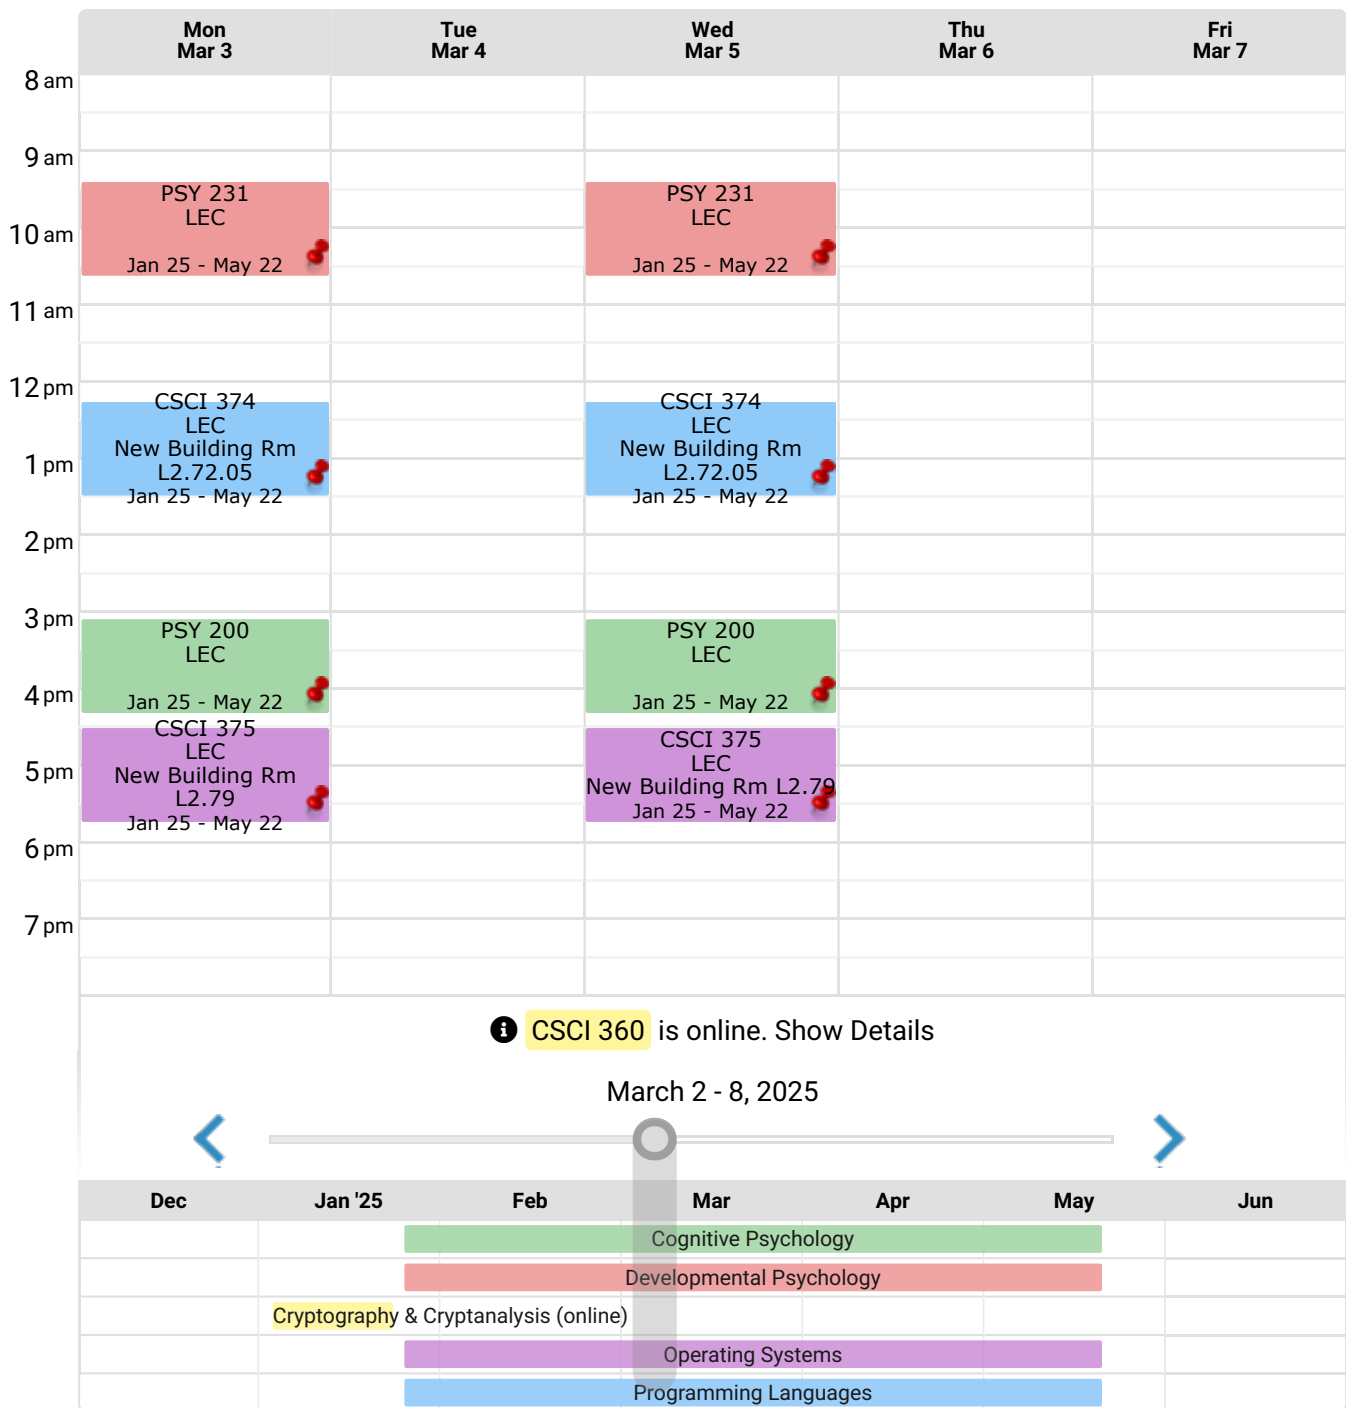 Mon
Mar 3
Tue
Mar 4
Wed
Mar 5
Thu
Mar 6
Fri
Mar 7
8 am
9 am
PSY 231
LEC
Jan 25 - May 22
PSY 231
LEC
Jan 25 - May 22
10 am
11 am
12 pm
CSCI 374
LEC
New Building Rm
L2.72.05
Jan 25 - May 22
CSCI 374
LEC
New Building Rm
L2.72.05
Jan 25 - May 22
1 pm
2 pm
3 pm
PSY 200
LEC
Jan 25 - May 22
PSY 200
LEC
Jan 25 - May 22
4 pm
CSCI 375
LEC
New Building Rm
L2.79
Jan 25 - May 22
CSCI 375
LEC
New Building Rm L2.79
Jan 25 - May 22
5 pm
6 pm
7 pm
CSCI 360 is online. Show Details
March 2 - 8, 2025
Dec Jan '25 Feb Mar Apr May Jun
Cognitive Psychology
Developmental Psychology
Cryptography & Cryptanalysis (online)
Operating Systems
Programming Languages